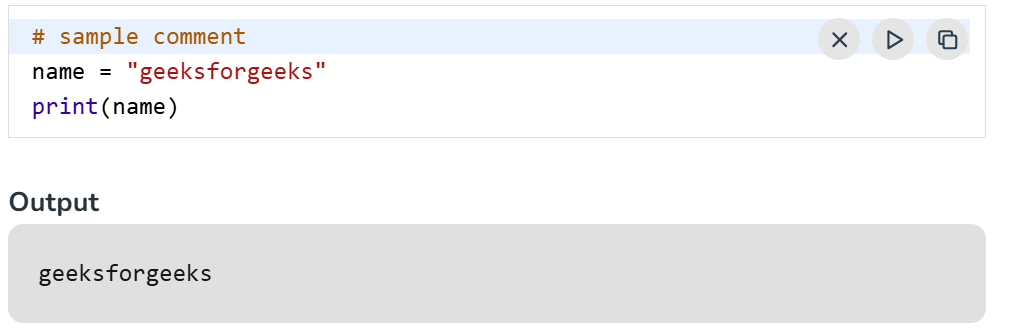 # sample comment
name = "geeksforgeeks"
print(name)
Output
geeksforgeeks